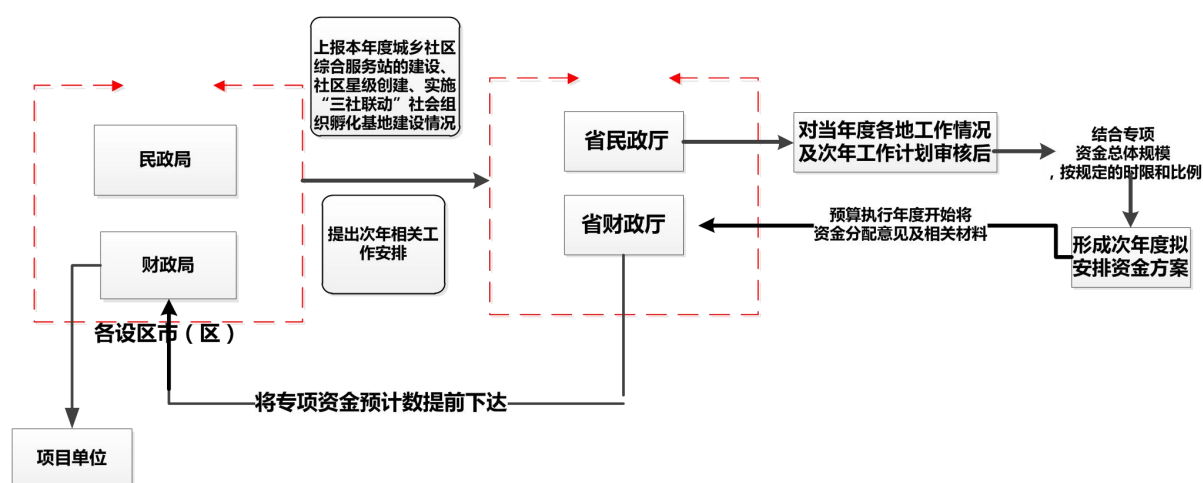 上报本年度城乡社区
综合服务站的建设、
社区星级创建、实施
“三社联动”社会组
织孵化基地建设情况
民政局
财政局
各设区市（区）
提出次年相关工
作安排
省民政厅
省财政厅
对当年度各地工作情况
及次年工作计划审核后
结合专项
资金总体规模
，按规定的时限和比例
预算执行年度开始将
资金分配意见及相关材料
形成次年度拟
安排资金方案
将专项资金预计数提前下达
项目单位